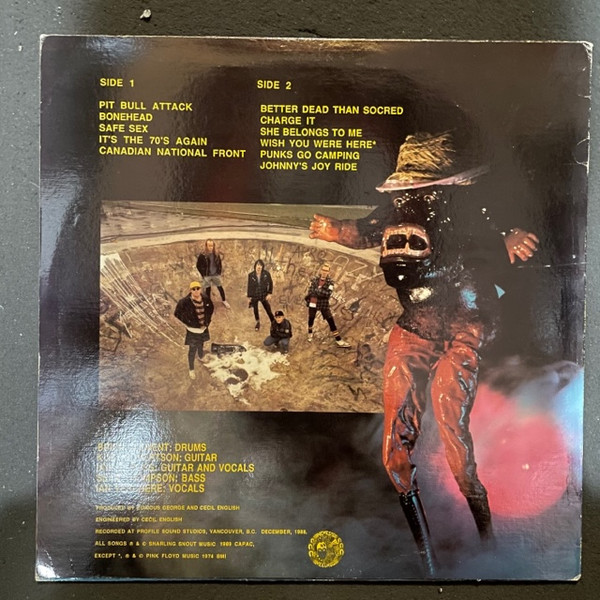 SIDE 1
PIT BULL ATTACK
BONEHEAD
SAFE SEX
IT'S THE 70'S AGAIN
CANADIAN NATIONAL FRONT
SIDE 2
BETTER DEAD THAN SOCRED
CHARGE IT
SHE BELONGS TO ME
WISH YOU WERE HERE*
PUNKS GO CAMPING
JOHNNY'S JOY RIDE
: DRUMS
: GUITAR
: GUITAR AND VOCALS
: BASS
: VOCALS
PRODUCED BY GEORGE AND CECIL ENGLISH
ENGINEERED BY CECIL ENGLISH
RECORDED AT PROFILE SOUND STUDIOS, VANCOUVER, B.C. DECEMBER, 1988.
ALL SONGS ℗ & © SNARLING SNOUT MUSIC 1989 CAPAC,
EXCEPT *, ℗ & © PINK FLOYD MUSIC 1975 BMI